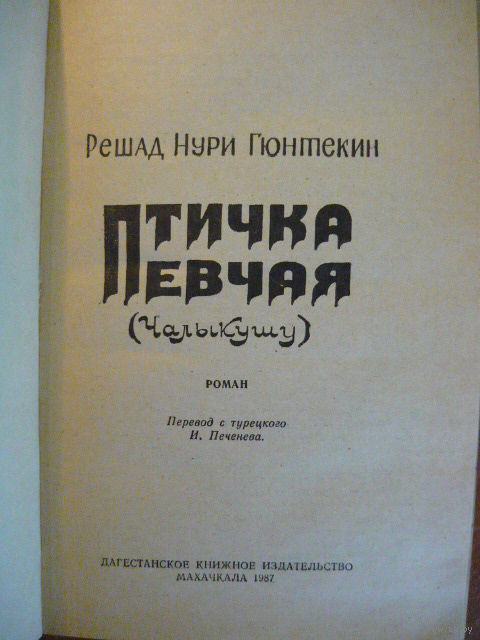 Решад Нури Гюнтекин
Птичка
Певчая
(Чалыкушу)
РОМАН
Перевод с турецкого
И. Печенева.
ДАГЕСТАНСКОЕ КНИЖНОЕ ИЗДАТЕЛЬСТВО
МАХАЧКАЛА 1987